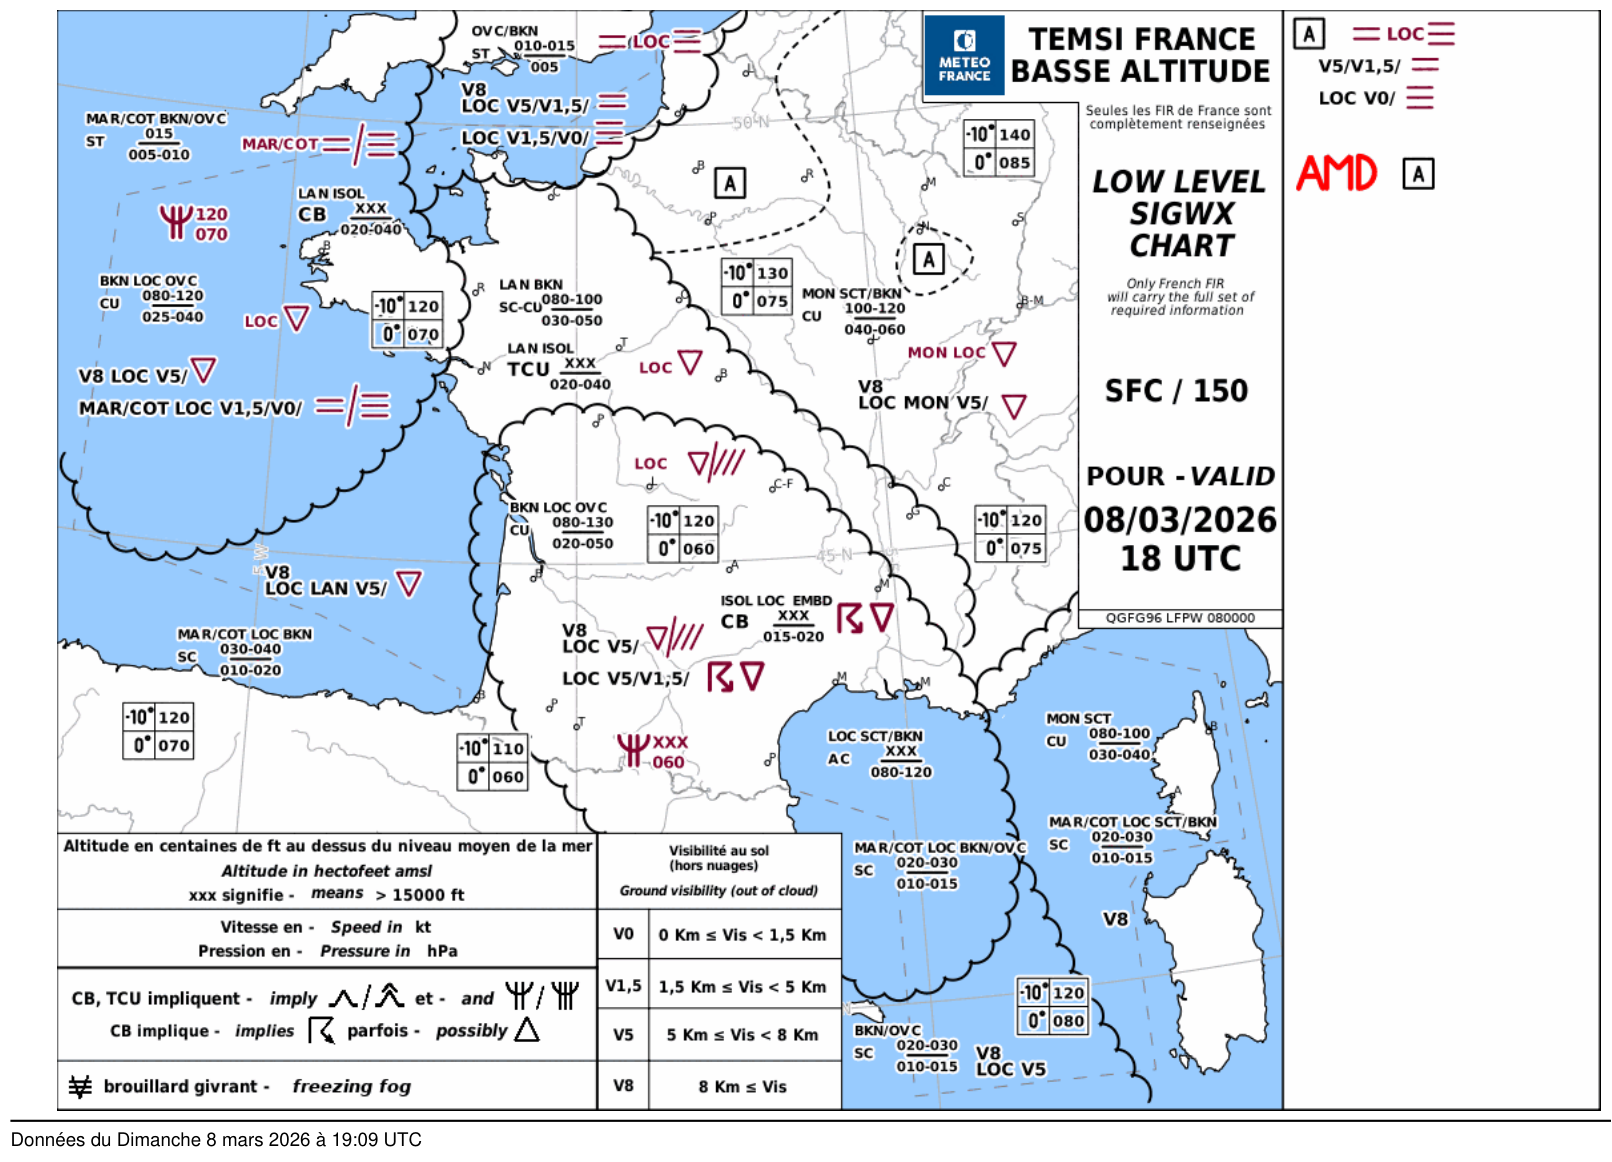 OVC/BKN
ST 010-015
005
LOC
V8
LOC V5/V1,5/
LOC V1,5/V0/
MAR/COT BKN/OVC
ST 015
005-010
MAR/COT
LAN ISOL
CB XXX
020-040
120
070
BKN LOC OVC
CU 080-120
025-040
LOC
V8 LOC V5/
MAR/COT LOC V1,5/V0/
-10° 120
0° 070
LAN BKN
SC-CU 080-100
030-050
LAN ISOL
TCU XXX
020-040
LOC
50°N
A
A
-10° 140
0° 085
-10° 130
0° 075
MON SCT/BKN
CU 100-120
040-060
MON LOC
V8
LOC MON V5/
LOC
BKN LOC OVC
CU 080-130
020-050
-10° 120
0° 060
-10° 120
0° 075
45°N
V8
LOC LAN V5/
MAR/COT LOC BKN
SC 030-040
010-020
ISOL LOC EMBD
CB XXX
015-020
V8
LOC V5/
LOC V5/V1,5/
XXX
060
-10° 120
0° 070
-10° 110
0° 060
LOC SCT/BKN
AC XXX
080-120
MON SCT
CU 080-100
030-040
MAR/COT LOC SCT/BKN
SC 020-030
010-015
MAR/COT LOC BKN/OVC
SC 020-030
010-015
V8
-10° 120
0° 080
BKN/OVC
SC 020-030
010-015
V8
LOC V5
METEO
FRANCE
TEMSI FRANCE
BASSE ALTITUDE
Seules les FIR de France sont
complètement renseignées
LOW LEVEL
SIGWX
CHART
Only French FIR
will carry the full set of
required information
SFC / 150
POUR - VALID
08/03/2026
18 UTC
QGFG96 LFPW 080000
A LOC
V5/V1,5/
LOC V0/
AMD A
Altitude en centaines de ft au dessus du niveau moyen de la mer
Altitude in hectofeet amsl
xxx signifie - means > 15000 ft
Vitesse en - Speed in kt
Pression en - Pressure in hPa
CB, TCU impliquent - imply / et - and /
CB implique - implies parfois - possibly
brouillard givrant - freezing fog
Visibilité au sol
(hors nuages)
Ground visibility (out of cloud)
V0 0 Km ≤ Vis < 1,5 Km
V1,5 1,5 Km ≤ Vis < 5 Km
V5 5 Km ≤ Vis < 8 Km
V8 8 Km ≤ Vis
Données du Dimanche 8 mars 2026 à 19:09 UTC